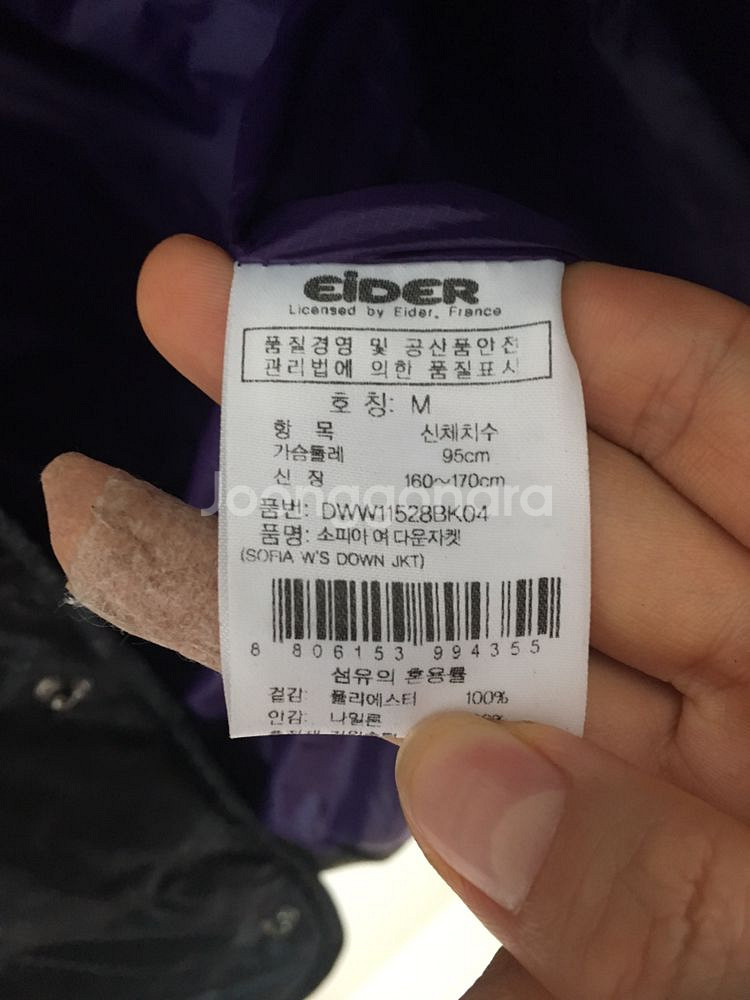 EiDER
Licensed by Eider, France
품질경영 및 공산품안전
관리법에 의한 품질표시
호 칭: M
항 목 신체치수
가슴둘레 95cm
신 장 160~170cm
Joonggonara
품번: DWW11528BK04
품명: 소피아 여 다운자켓
(SOFIA W'S DOWN JKT)
8 806153 994355
섬유의 혼용률
겉감: 폴리에스터 100%
안감: 나일론